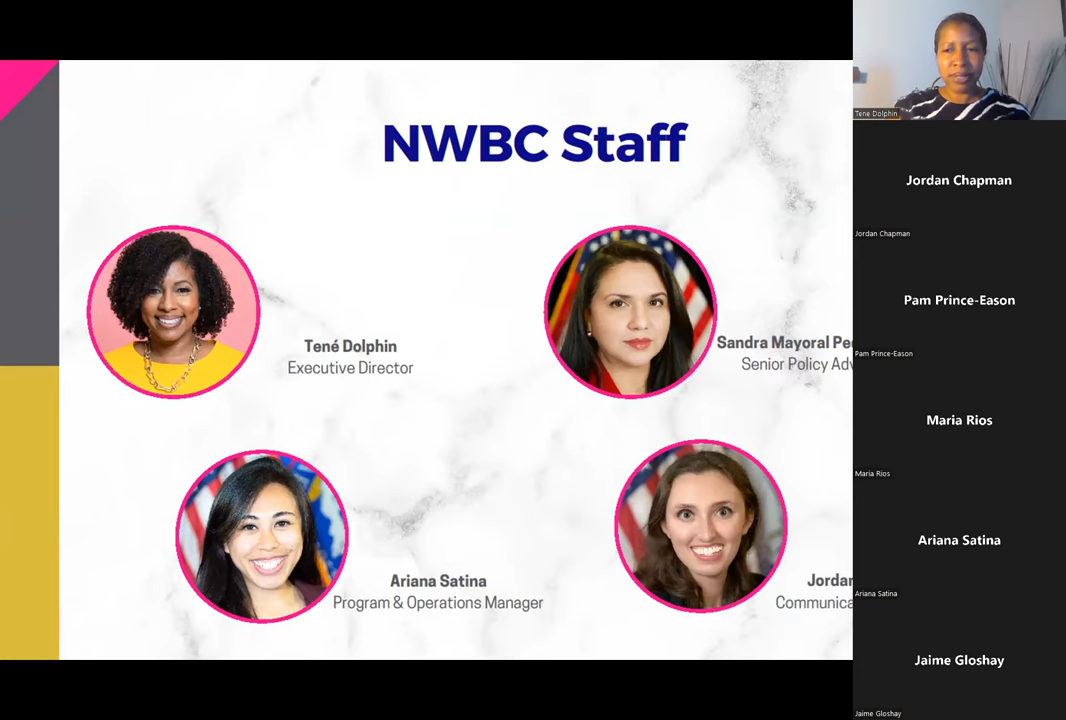 NWBC Staff
Tené Dolphin
Executive Director
Sandra Mayoral
Senior Policy
Ariana Satina
Program & Operations Manager
Tene Dolphin
Jordan Chapman
Jordan Chapman
Pam Prince-Eason
Pam Prince-Eason
Maria Rios
Maria Rios
Ariana Satina
Ariana Satina
Jaime Gloshay
Jaime Gloshay